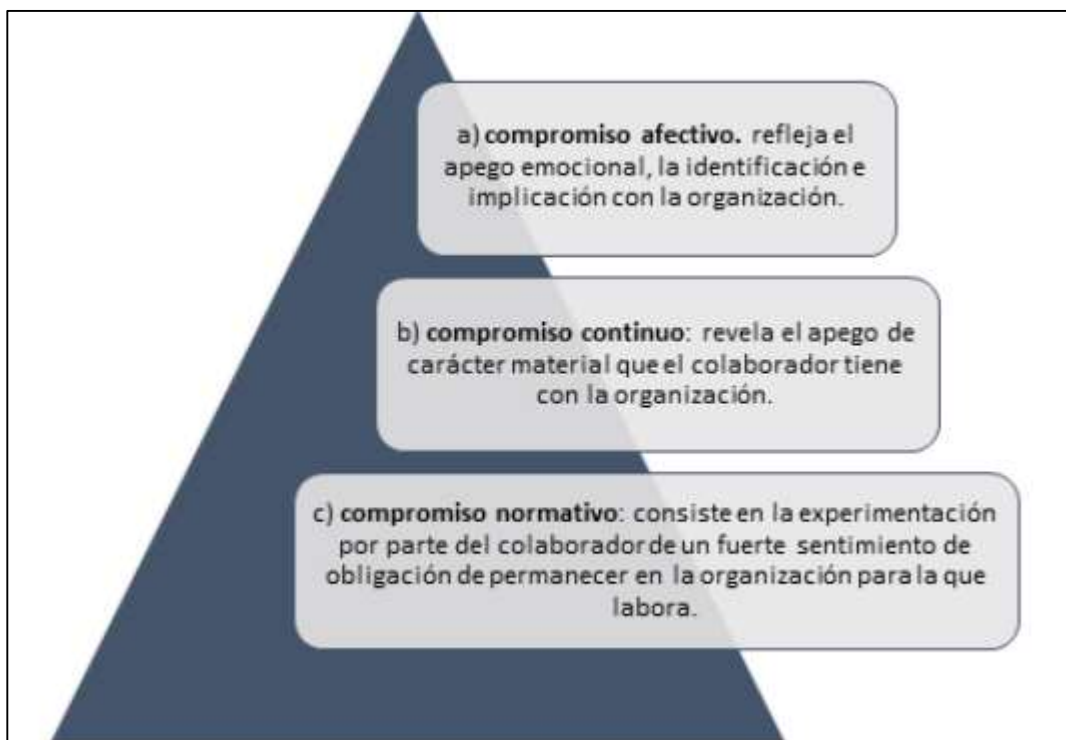 a) compromiso afectivo. refleja el
apego emocional, la identificación e
implicación con la organización.
b) compromiso continuo: revela el apego de
carácter material que el colaborador tiene
con la organización.
c) compromiso normativo: consiste en la experimentación
por parte del colaborador de un fuerte sentimiento de
obligación de permanecer en la organización para la que
labora.